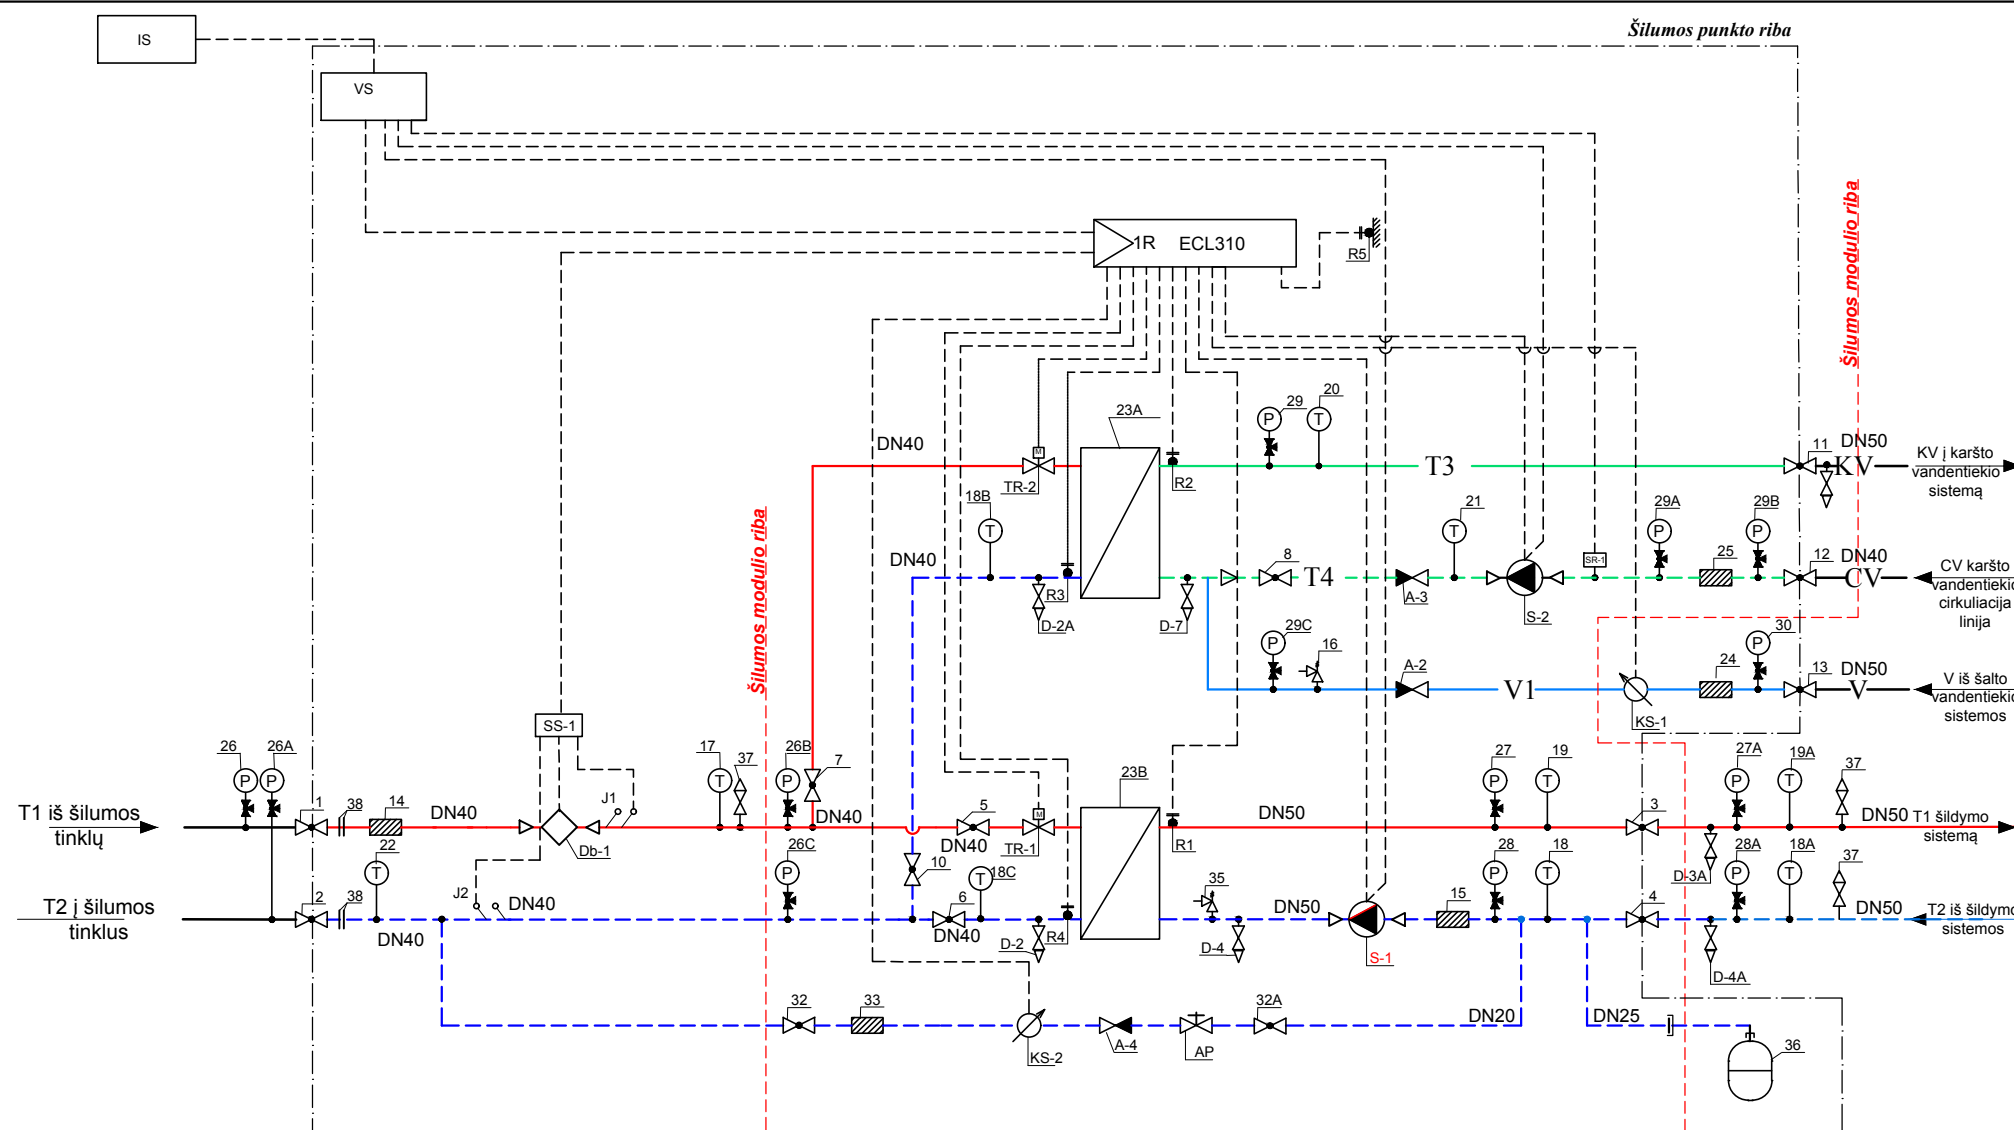 Šilumos punkto riba
IS
VS
1R ECL310
R5
Šilumos modulio riba
Šilumos modulio riba
23A
29
20
DN40
M
TR-2
P
T
R2
T3
11
DN50
KV
KV į karšto
vandentiekio
sistemą
18B
T
DN40
R3
D-2A
D-7
8
T4
A-3
21
T
S-2
SR-1
29A
P
25
29B
P
12
DN40
CV
CV karšto
vandentiekio
cirkuliacija
linija
29C
P
16
A-2
V1
KS-1
24
30
P
13
DN50
V
V iš šalto
vandentiekio
sistemos
SS-1
26
26A
P
P
1
38
14
DN40
Db-1
J1
17
T
37
26B
P
7
DN40
5
DN40
M
TR-1
23B
R1
DN50
27
P
19
T
3
27A
P
19A
T
37
DN50
T1 šildymo
sistemą
T1 iš šilumos
tinklų
D-3A
T2 į šilumos
tinklus
2
38
22
T
DN40
J2
DN40
26C
P
10
6
DN40
18C
T
D-2
R4
35
D-4
DN50
S-1
15
28
P
18
T
4
28A
P
18A
T
37
DN50
T2 iš šildymo
sistemos
D-4A
32
33
KS-2
A-4
AP
32A
DN20
DN25
36